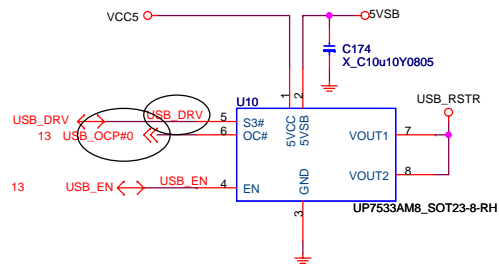 VCC5
5VSB
C174
X_C10u10Y0805
U10
1
2
5VCC
5VSB
USB_RSTR
USB_DRV
USB_DRV
5
S3#
VOUT1
7
13
USB_OCP#0
6
OC#
13
USB_EN
USB_EN
4
EN
VOUT2
8
GND
3
UP7533AM8_SOT23-8-RH